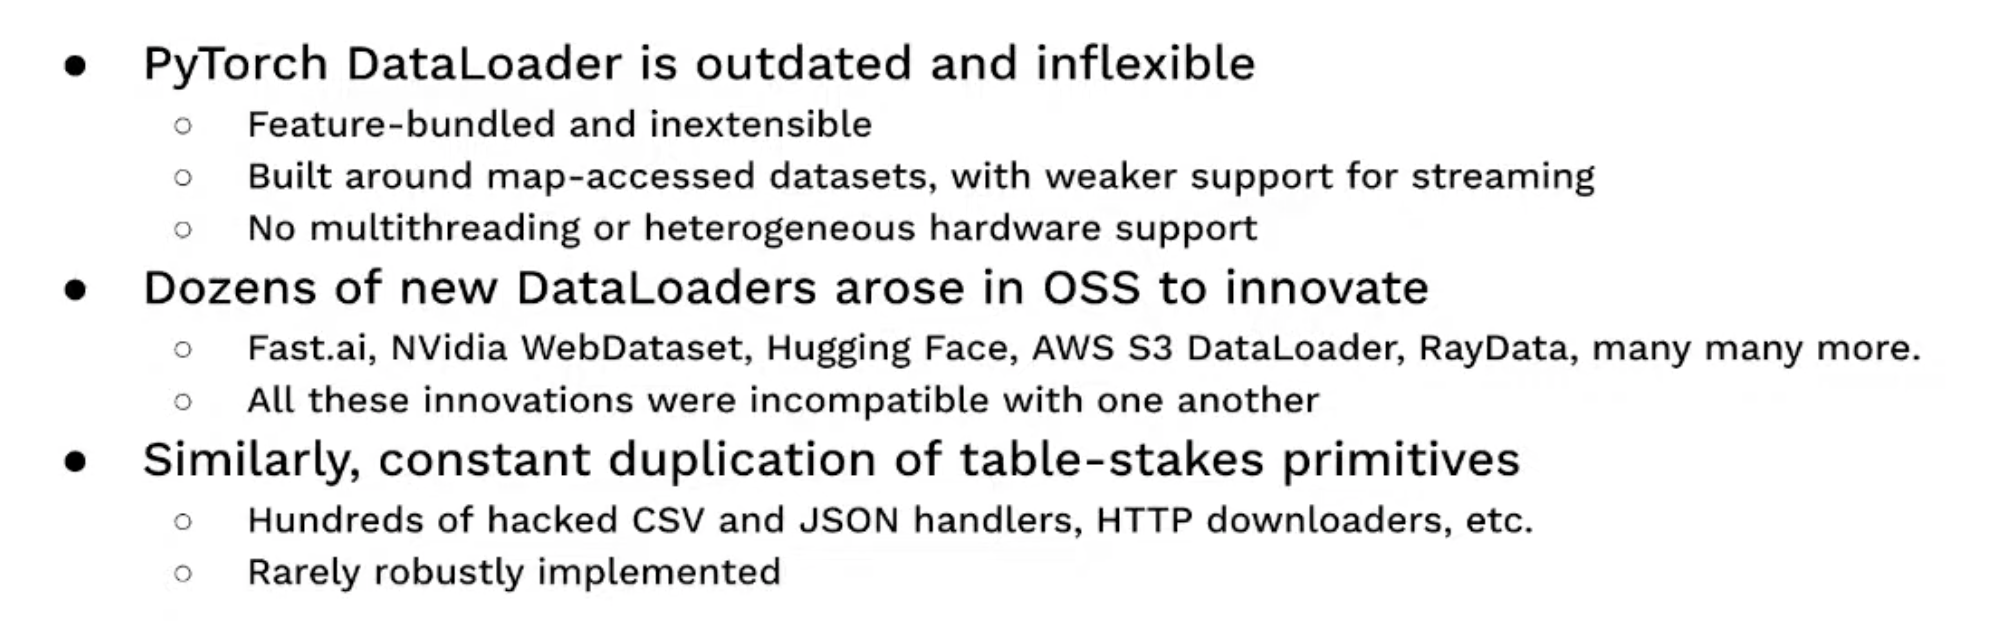 ● PyTorch DataLoader is outdated and inflexible
○ Feature-bundled and inextensible
○ Built around map-accessed datasets, with weaker support for streaming
○ No multithreading or heterogeneous hardware support
● Dozens of new DataLoaders arose in OSS to innovate
○ Fast.ai, NVidia WebDataset, Hugging Face, AWS S3 DataLoader, RayData, many many more.
○ All these innovations were incompatible with one another
● Similarly, constant duplication of table-stakes primitives
○ Hundreds of hacked CSV and JSON handlers, HTTP downloaders, etc.
○ Rarely robustly implemented